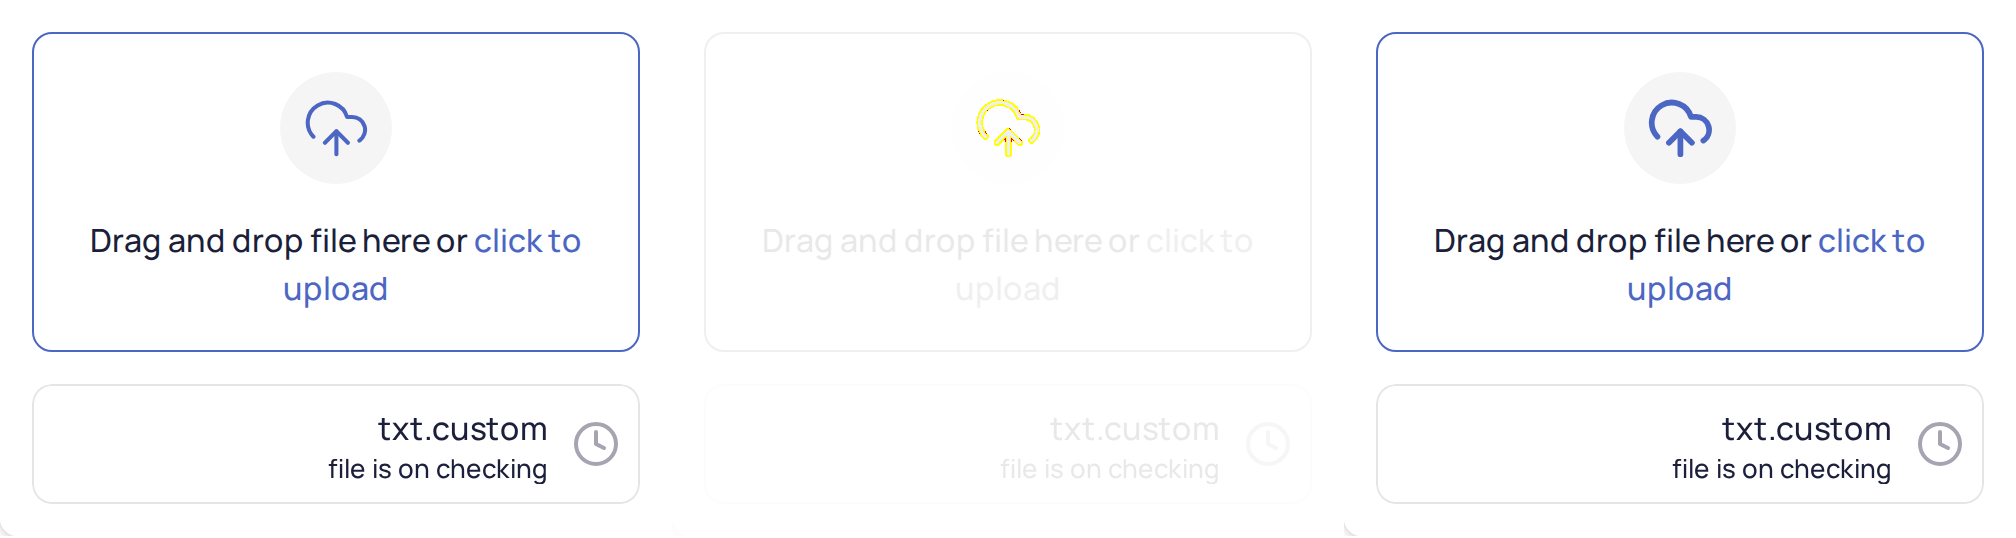 Drag and drop file here or click to
upload
txt.custom
file is on checking
Drag and drop file here or click to
upload
txt.custom
file is on checking
Drag and drop file here or click to
upload
txt.custom
file is on checking